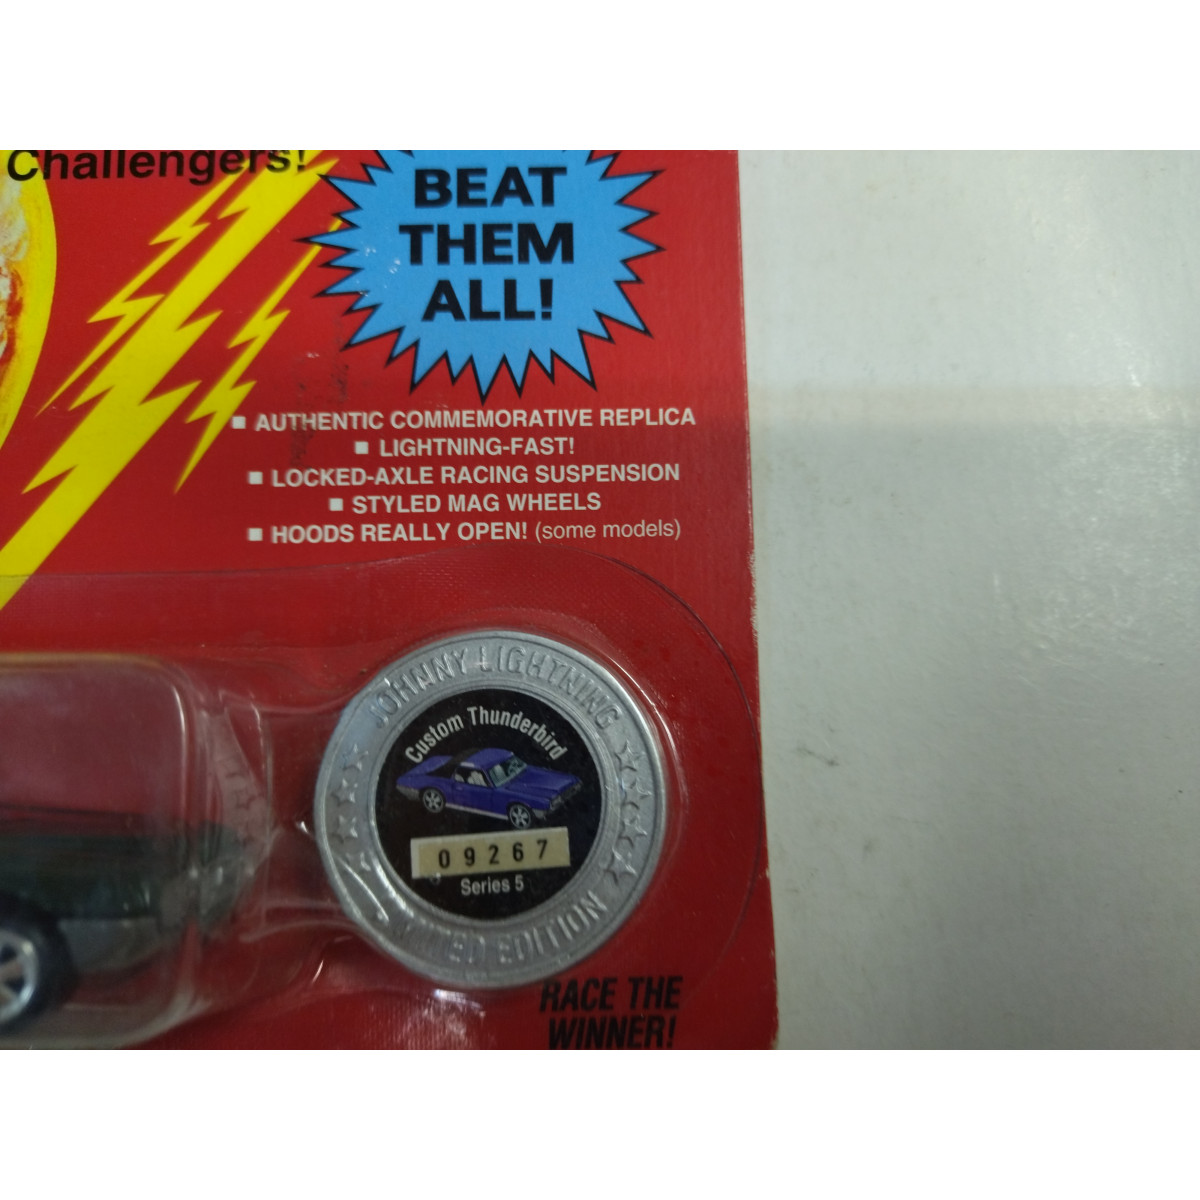 Challengers!
BEAT
THEM
ALL!
■ AUTHENTIC COMMEMORATIVE REPLICA
■ LIGHTNING-FAST!
■ LOCKED-AXLE RACING SUSPENSION
■ STYLED MAG WHEELS
■ HOODS REALLY OPEN! (some models)
JOHNNY LIGHTNING
Custom Thunderbird
09267
Series 5
LIMITED EDITION
RACE THE
WINNER!